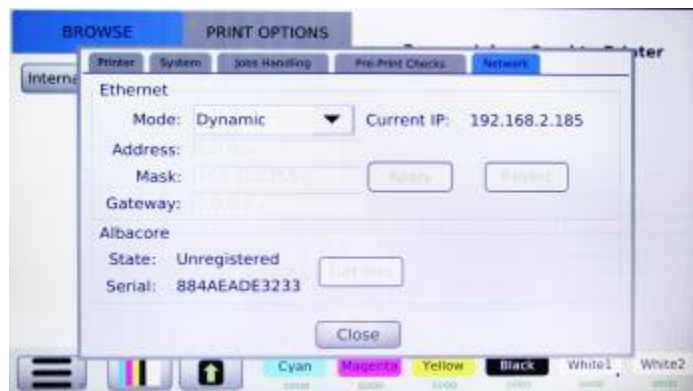 BROWSE PRINT OPTIONS
Printer System Jobs Handling Pre-Print Checks Network
Interna
Ethernet
Mode: Dynamic Current IP: 192.168.2.185
Address:
Mask: Apply Revert
Gateway:
Albacore
State: Unregistered
Serial: 884AEADE3233
Close
Cyan Magenta Yellow Black White1 White2